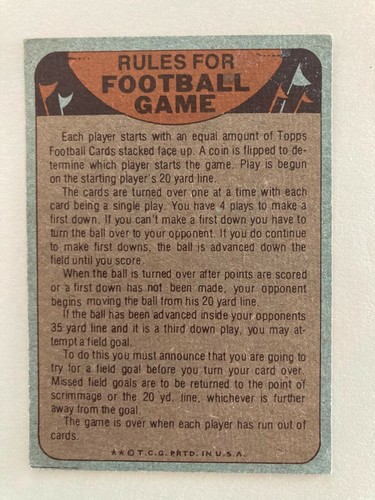 RULES FOR
FOOTBALL
GAME
Each player starts with an equal amount of Topps
Football Cards stacked face up. A coin is flipped to de-
termine which player starts the game. Play is begun
on the starting player's 20 yard line.
The cards are turned over one at a time with each
card being a single play. You have 4 plays to make a
first down. If you can't make a first down you have to
turn the ball over to your opponent. If you do continue
to make first downs, the ball is advanced down the
field until you score.
When the ball is turned over after points are scored
or a first down has not been made, your opponent
begins moving the ball from his 20 yard line.
If the ball has been advanced inside your opponents
35 yard line and it is a third down play, you may at-
tempt a field goal.
To do this you must announce that you are going to
try for a field goal before you turn your card over.
Missed field goals are to be returned to the point of
scrimmage or the 20 yd. line, whichever is further
away from the goal.
The game is over when each player has run out of
cards.
★★© T.C.G. PRTD. IN U.S.A.